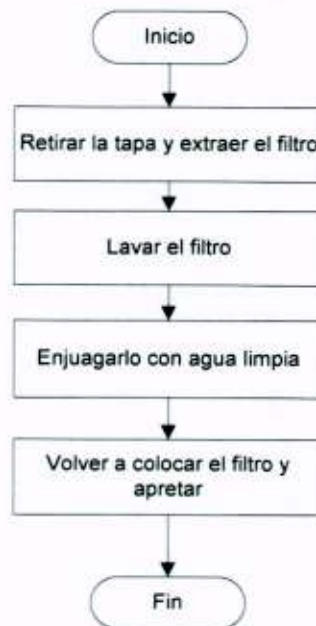 Inicio
Retirar la tapa y extraer el filtro
Lavar el filtro
Enjuagarlo con agua limpia
Volver a colocar el filtro y
apretar
Fin